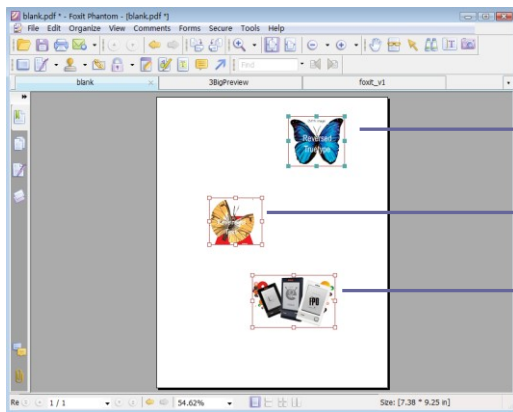 blank.pdf * - Foxit Phantom - [blank.pdf *]
File Edit Organize View Comments Forms Secure Tools Help
Find
blank
3BigPreview
foxit_v1
Reversed
Truetype
FPD
1 / 1
54.62%
Size: [7.38 * 9.25 in]